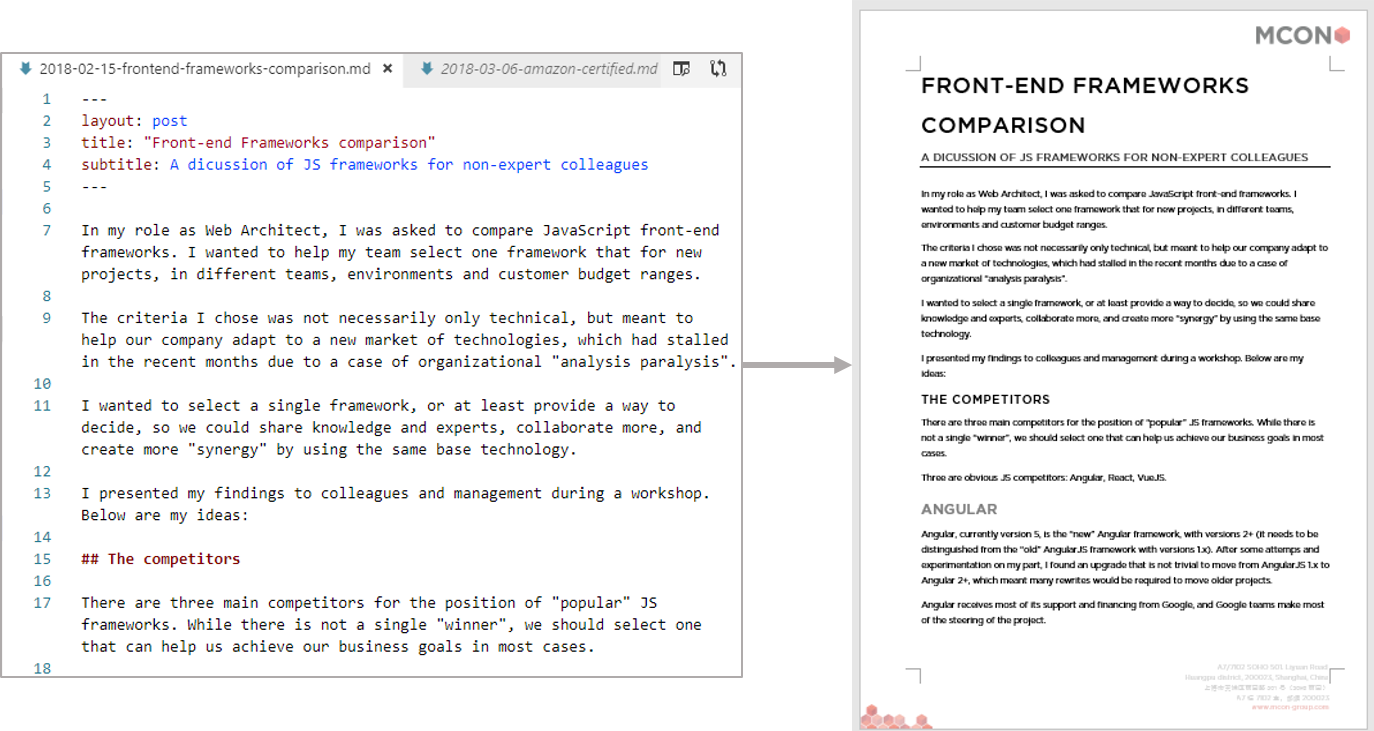 2018-02-15-frontend-frameworks-comparison.md
2018-03-06-amazon-certified.md
1 ---
2 layout: post
3 title: "Front-end Frameworks comparison"
4 subtitle: A dicussion of JS frameworks for non-expert colleagues
5 ---
6
7 In my role as Web Architect, I was asked to compare JavaScript front-end
frameworks. I wanted to help my team select one framework that for new
projects, in different teams, environments and customer budget ranges.
8
9 The criteria I chose was not necessarily only technical, but meant to
help our company adapt to a new market of technologies, which had stalled
in the recent months due to a case of organizational "analysis paralysis".
10
11 I wanted to select a single framework, or at least provide a way to
decide, so we could share knowledge and experts, collaborate more, and
create more "synergy" by using the same base technology.
12
13 I presented my findings to colleagues and management during a workshop.
Below are my ideas:
14
15 ## The competitors
16
17 There are three main competitors for the position of "popular" JS
frameworks. While there is not a single "winner", we should select one
that can help us achieve our business goals in most cases.
18
MCON
FRONT-END FRAMEWORKS
COMPARISON
A DICUSSION OF JS FRAMEWORKS FOR NON-EXPERT COLLEAGUES
In my role as Web Architect, I was asked to compare JavaScript front-end frameworks. I
wanted to help my team select one framework that for new projects, in different teams,
environments and customer budget ranges.
The criteria I chose was not necessarily only technical, but meant to help our company adapt to
a new market of technologies, which had stalled in the recent months due to a case of
organizational "analysis paralysis".
I wanted to select a single framework, or at least provide a way to decide, so we could share
knowledge and experts, collaborate more, and create more "synergy" by using the same base
technology.
I presented my findings to colleagues and management during a workshop. Below are my
ideas:
THE COMPETITORS
There are three main competitors for the position of "popular" JS frameworks. While there is
not a single "winner", we should select one that can help us achieve our business goals in most
cases.
Three are obvious JS competitors: Angular, React, VueJS.
ANGULAR
Angular, currently version 5, is the "new" Angular framework, with versions 2+ (it needs to be
distinguished from the "old" AngularJS framework with versions 1.x). After some attemps and
experimentation on my part, I found an upgrade that is not trivial to move from AngularJS 1.x to
Angular 2+, which meant many rewrites would be required to move older projects.
Angular receives most of its support and financing from Google, and Google teams make most
of the steering of the project.
A7/7102 SOHO 501, Liyuan Road
Huangpu district, 200023, Shanghai, China
200023
www.mcon-group.com